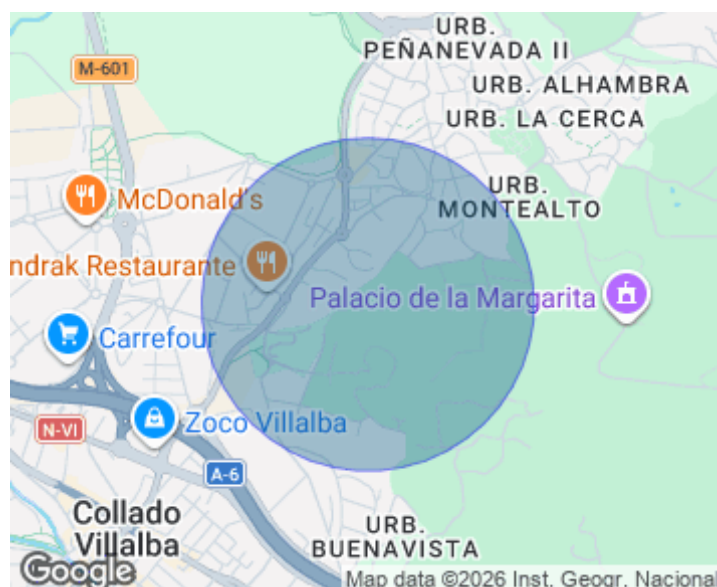 URB.
PEÑANEVADA II
M-601
URB. ALHAMBRA
URB. LA CERCA
McDonald's
URB.
MONTEALTO
ndrak Restaurante
Palacio de la Margarita
Carrefour
Zoco Villalba
N-VI
A-6
Collado
Villalba
URB.
BUENAVISTA
Google
Map data ©2026 Inst. Geogr. Nacional